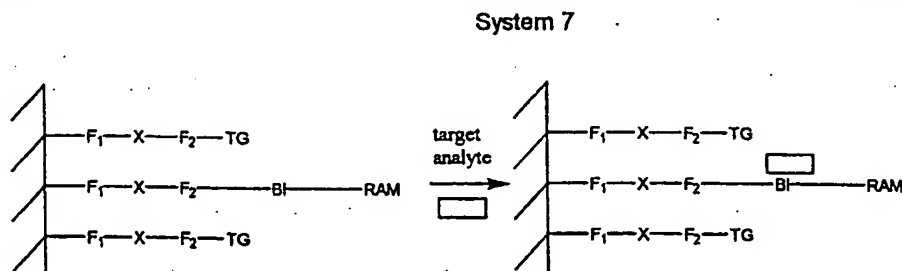 System 7
F₁—X—F₂—TG
F₁—X—F₂—BI—RAM
F₁—X—F₂—TG
target
analyte
F₁—X—F₂—TG
F₁—X—F₂—BI—RAM
F₁—X—F₂—TG